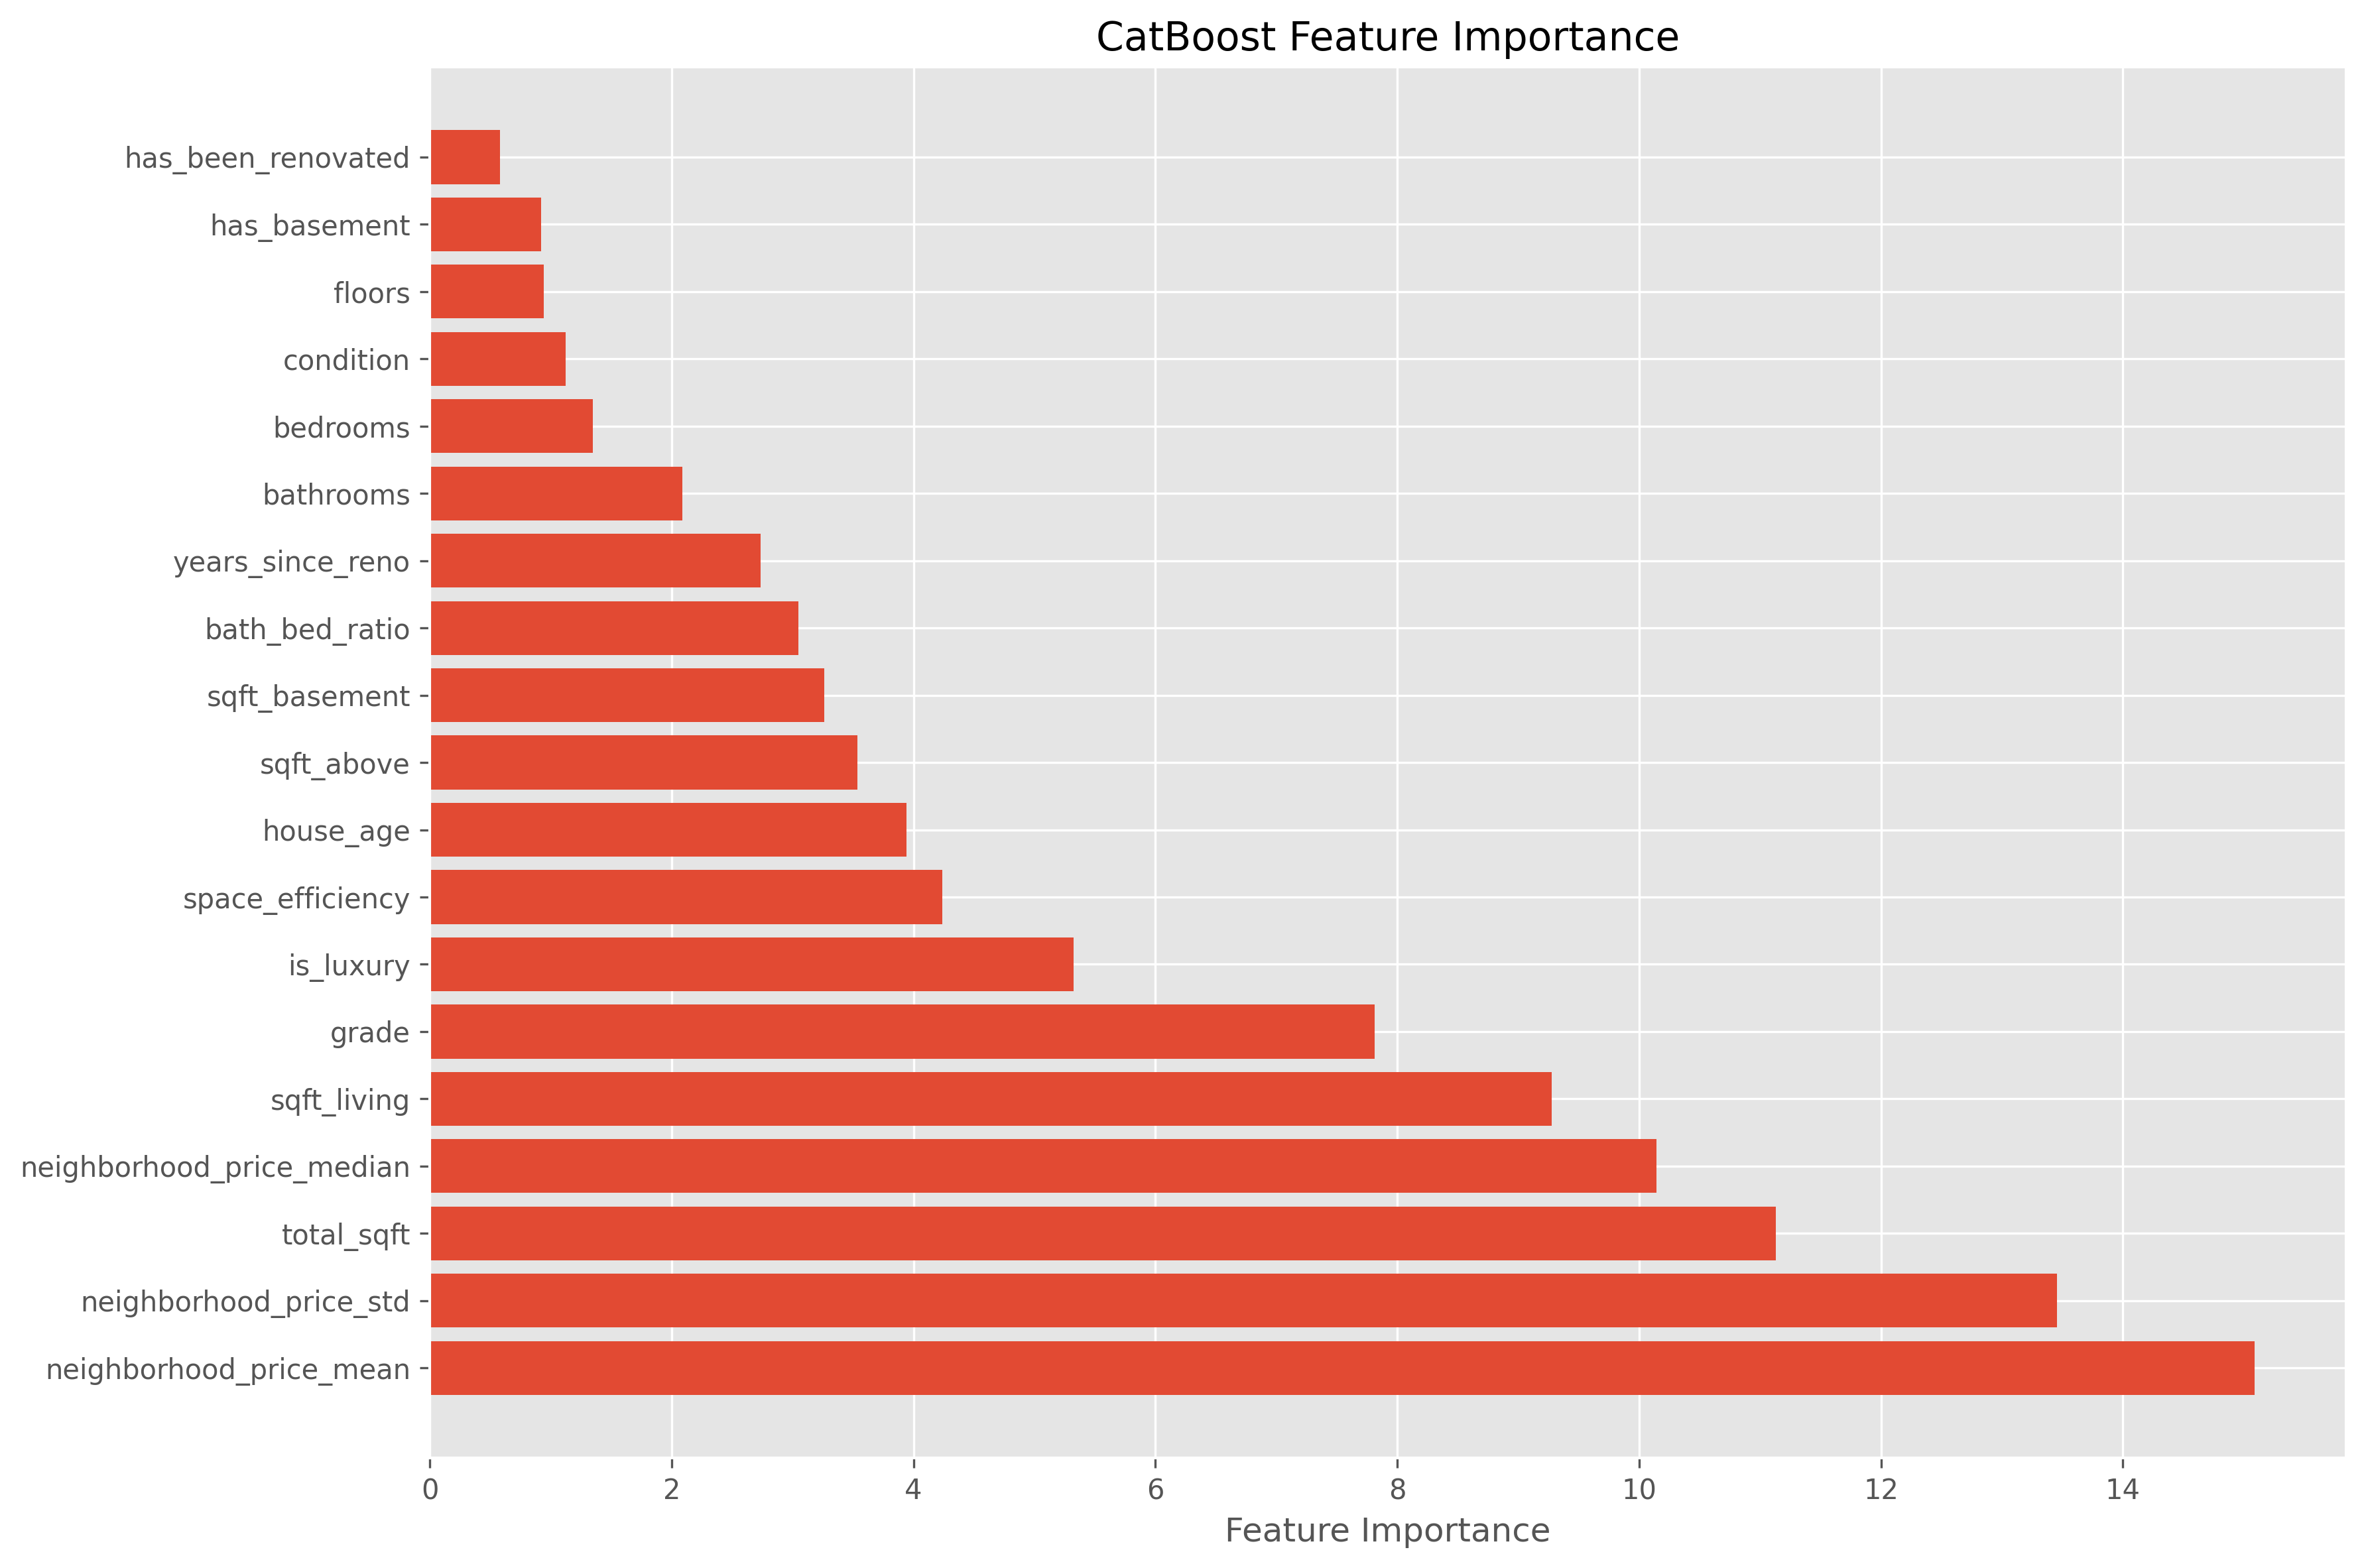 CatBoost Feature Importance
has_been_renovated
has_basement
floors
condition
bedrooms
bathrooms
years_since_reno
bath_bed_ratio
sqft_basement
sqft_above
house_age
space_efficiency
is_luxury
grade
sqft_living
neighborhood_price_median
total_sqft
neighborhood_price_std
neighborhood_price_mean
0 2 4 6 8 10 12 14
Feature Importance